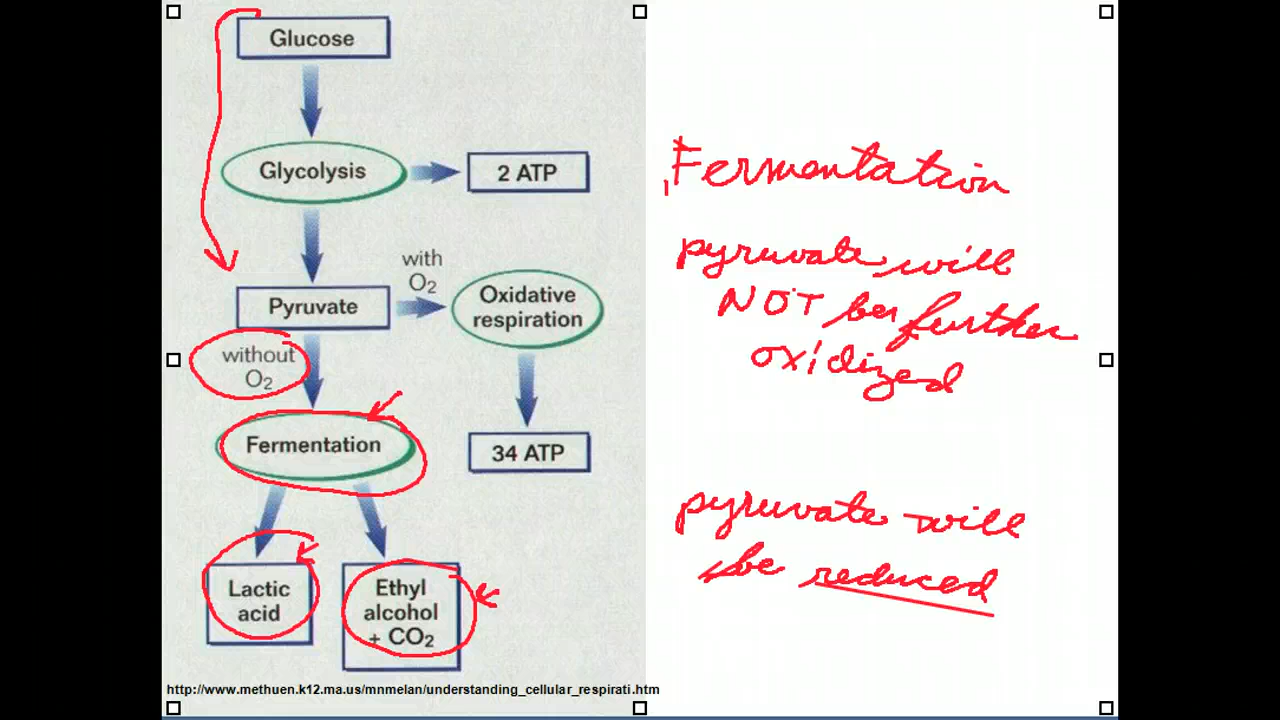 Glucose
Glycolysis
2 ATP
with
O₂
Pyruvate
Oxidative
respiration
without
O₂
Fermentation
34 ATP
Lactic
acid
Ethyl
alcohol
+ CO₂
http://www.methuen.k12.ma.us/mnmelan/understanding_cellular_respirati.htm
Fermentation
pyruvate will
NOT be further
oxidized
pyruvate will
be reduced